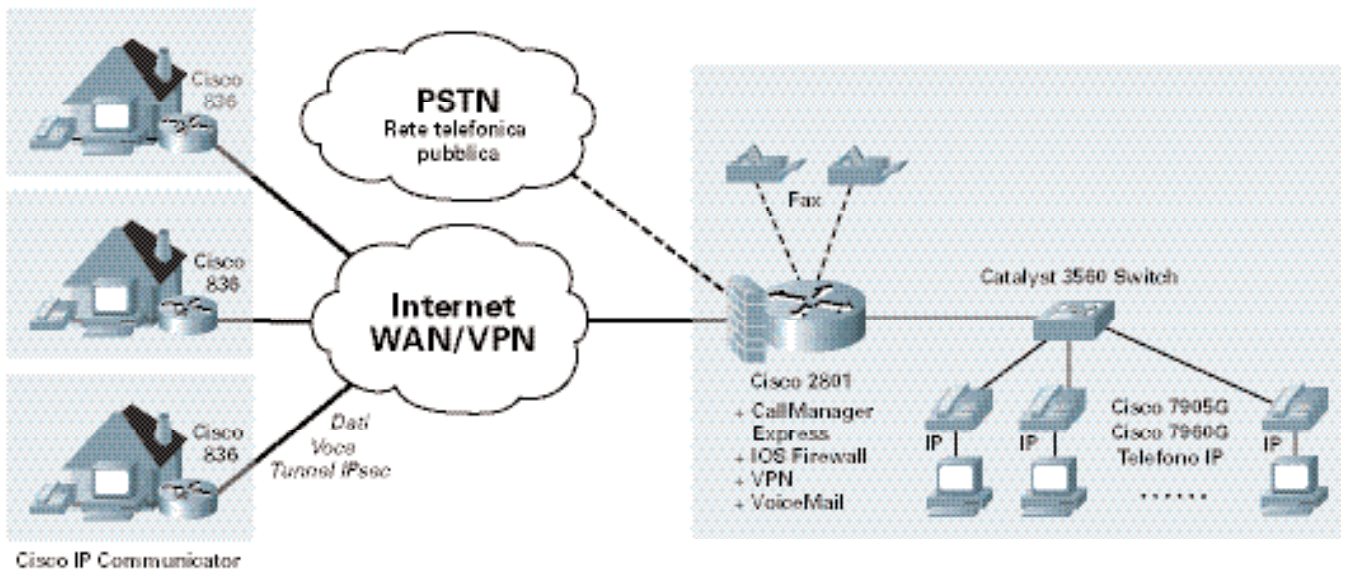 Cisco
836
PSTN
Rete telefonica
pubblica
Fax
Cisco
836
Catalyst 3560 Switch
Internet
WAN/VPN
Cisco 2801
+ CallManager
Express
+ IOS Firewall
+ VPN
+ VoiceMail
IP
IP
Cisco 7905G
Cisco 7960G
Telefono IP
IP
......
Cisco
836
Dati
Voce
Tunnel IPsec
Cisco IP Communicator